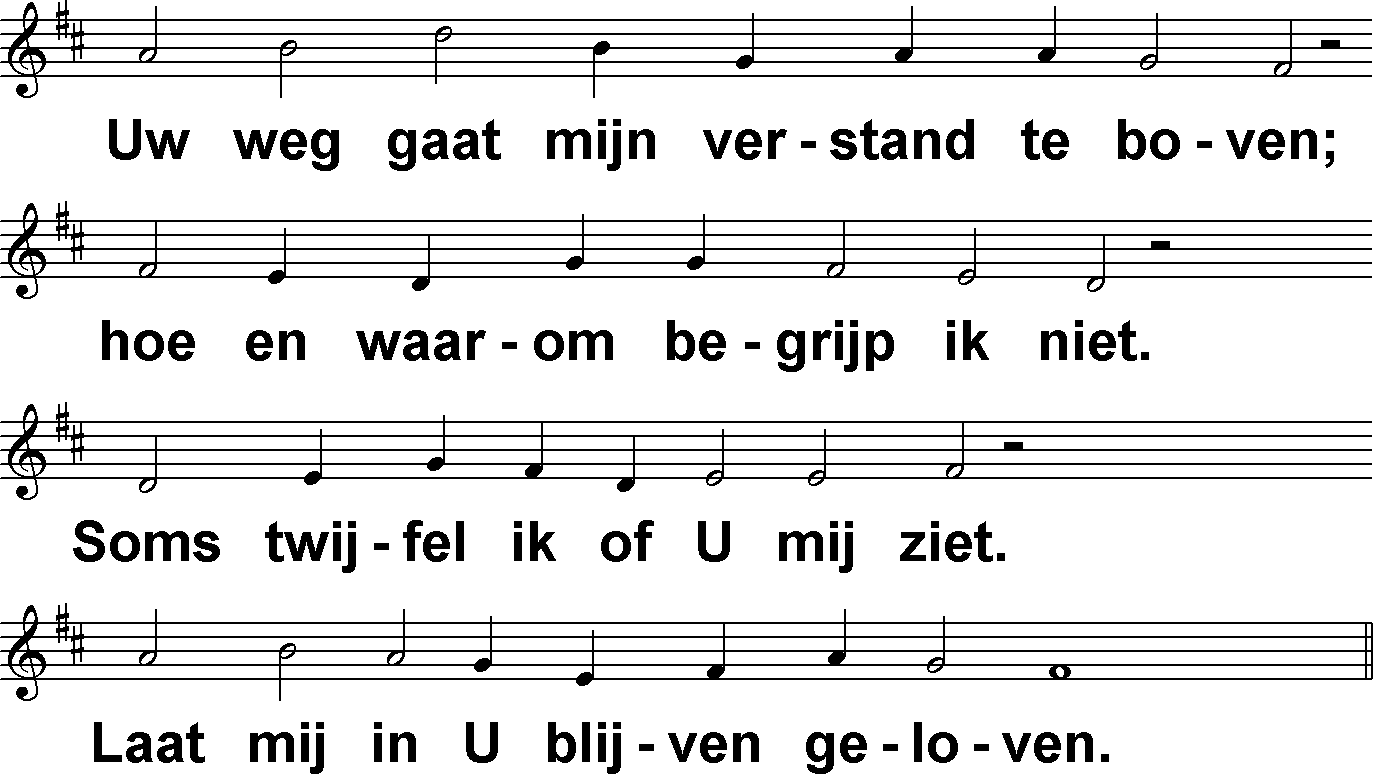 Uw weg gaat mijn ver - stand te bo - ven;
hoe en waar - om be - grijp ik niet.
Soms twij - fel ik of U mij ziet.
Laat mij in U blij - ven ge - lo - ven.